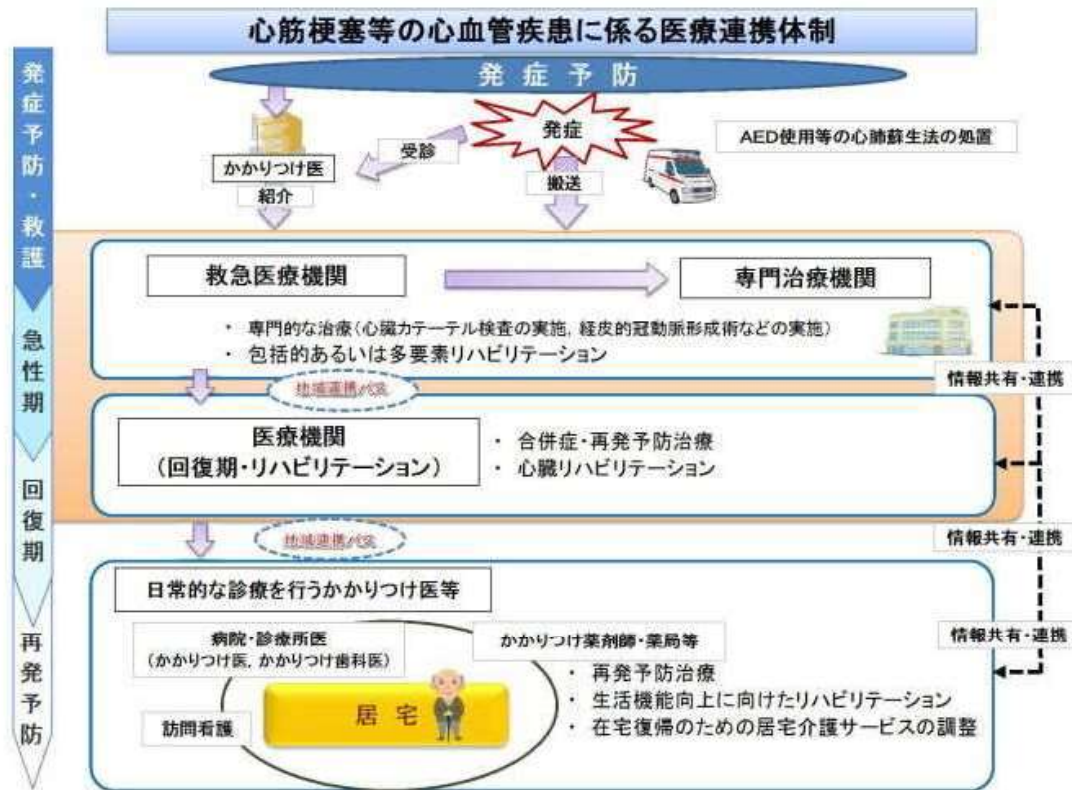 心筋梗塞等の心血管疾患に係る医療連携体制
発症予防・救護
急性期
回復期
再発予防
発症予防
発症
AED使用等の心肺蘇生法の処置
受診
かかりつけ医
紹介
搬送
救急医療機関
専門治療機関
・ 専門的な治療(心臓カテーテル検査の実施,経皮的冠動脈形成術などの実施)
・ 包括的あるいは多要素リハビリテーション
情報共有・連携
地域連携パス
医療機関
(回復期・リハビリテーション)
・ 合併症・再発予防治療
・ 心臓リハビリテーション
地域連携パス
情報共有・連携
日常的な診療を行うかかりつけ医等
病院・診療所医
(かかりつけ医,かかりつけ歯科医)
かかりつけ薬剤師・薬局等
情報共有・連携
居宅
訪問看護
・ 再発予防治療
・ 生活機能向上に向けたリハビリテーション
・ 在宅復帰のための居宅介護サービスの調整